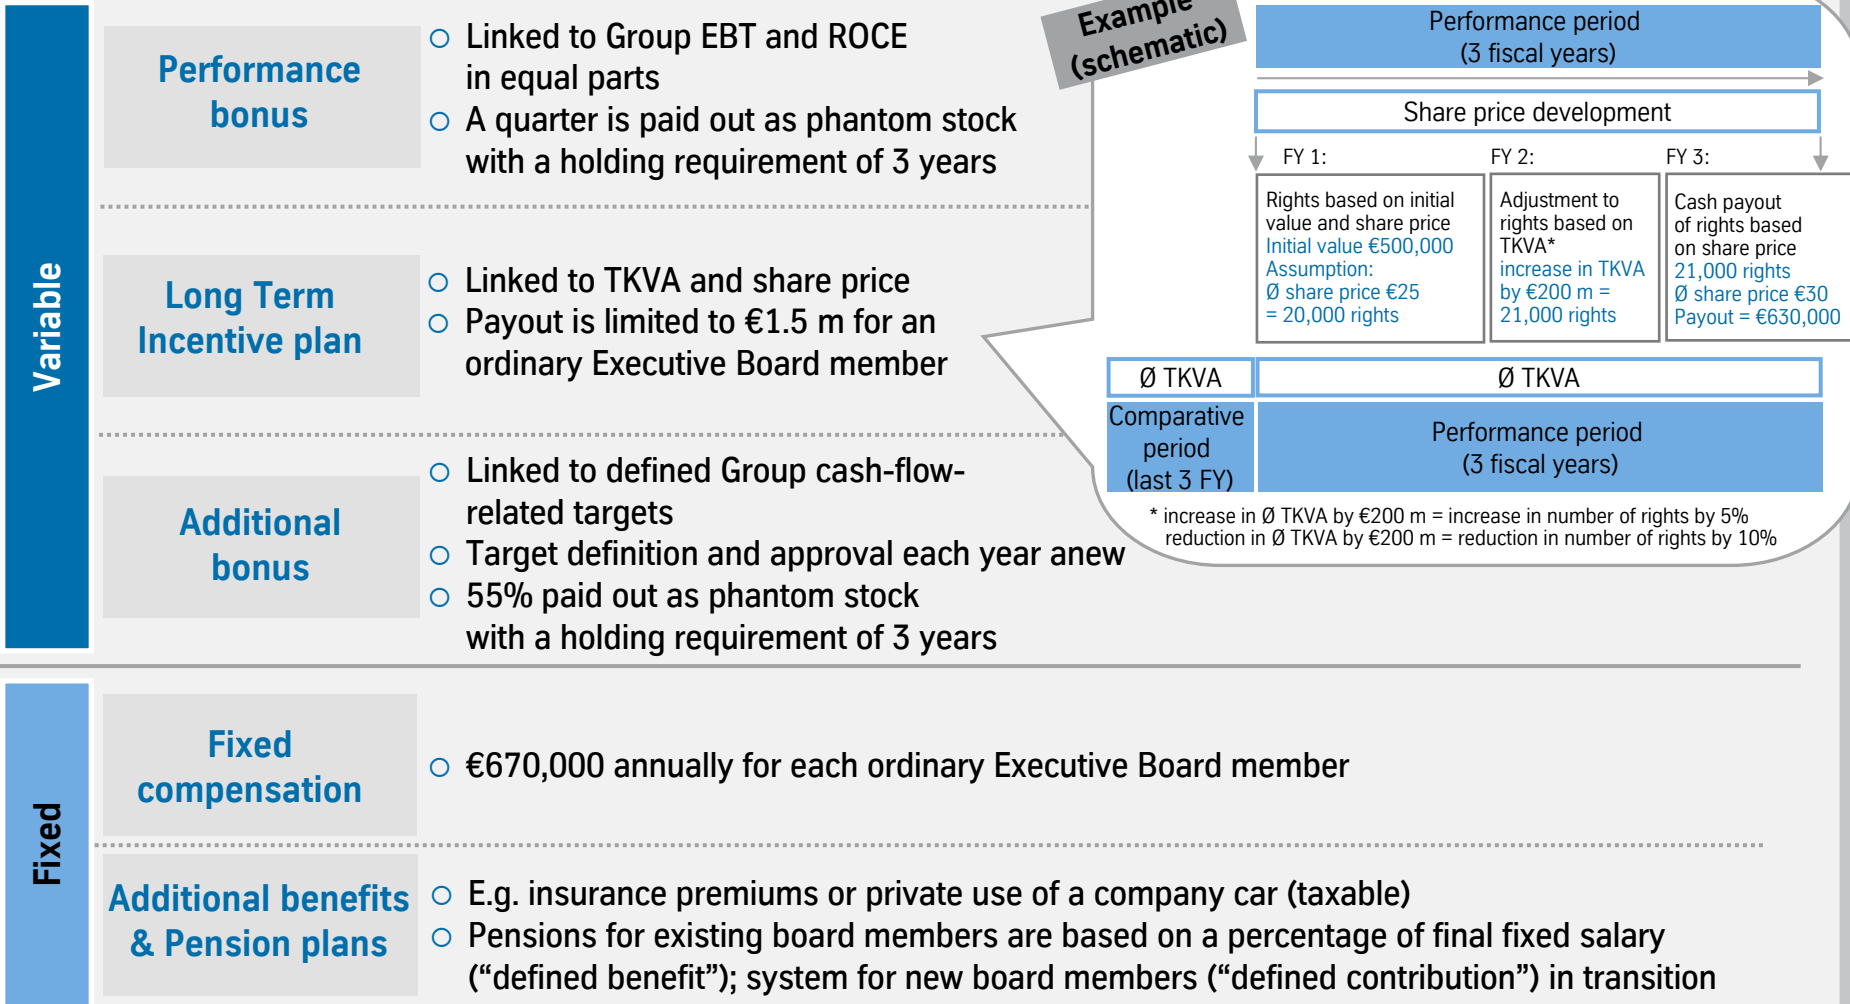 Variable
Performance
bonus
Linked to Group EBT and ROCE
in equal parts
A quarter is paid out as phantom stock
with a holding requirement of 3 years
Long Term
Incentive plan
Linked to TKVA and share price
Payout is limited to €1.5 m for an
ordinary Executive Board member
Additional
bonus
Linked to defined Group cash-flow-
related targets
Target definition and approval each year anew
55% paid out as phantom stock
with a holding requirement of 3 years
Example
(schematic)
Performance period
(3 fiscal years)
Share price development
FY 1:
Rights based on initial
value and share price
Initial value €500,000
Assumption:
Ø share price €25
= 20,000 rights
FY 2:
Adjustment to
rights based on
TKVA*
increase in TKVA
by €200 m =
21,000 rights
FY 3:
Cash payout
of rights based
on share price
21,000 rights
Ø share price €30
Payout = €630,000
Ø TKVA
Ø TKVA
Comparative
period
(last 3 FY)
Performance period
(3 fiscal years)
* increase in Ø TKVA by €200 m = increase in number of rights by 5%
reduction in Ø TKVA by €200 m = reduction in number of rights by 10%
Fixed
Fixed
compensation
€670,000 annually for each ordinary Executive Board member
Additional benefits
& Pension plans
E.g. insurance premiums or private use of a company car (taxable)
Pensions for existing board members are based on a percentage of final fixed salary
(“defined benefit”); system for new board members (“defined contribution”) in transition